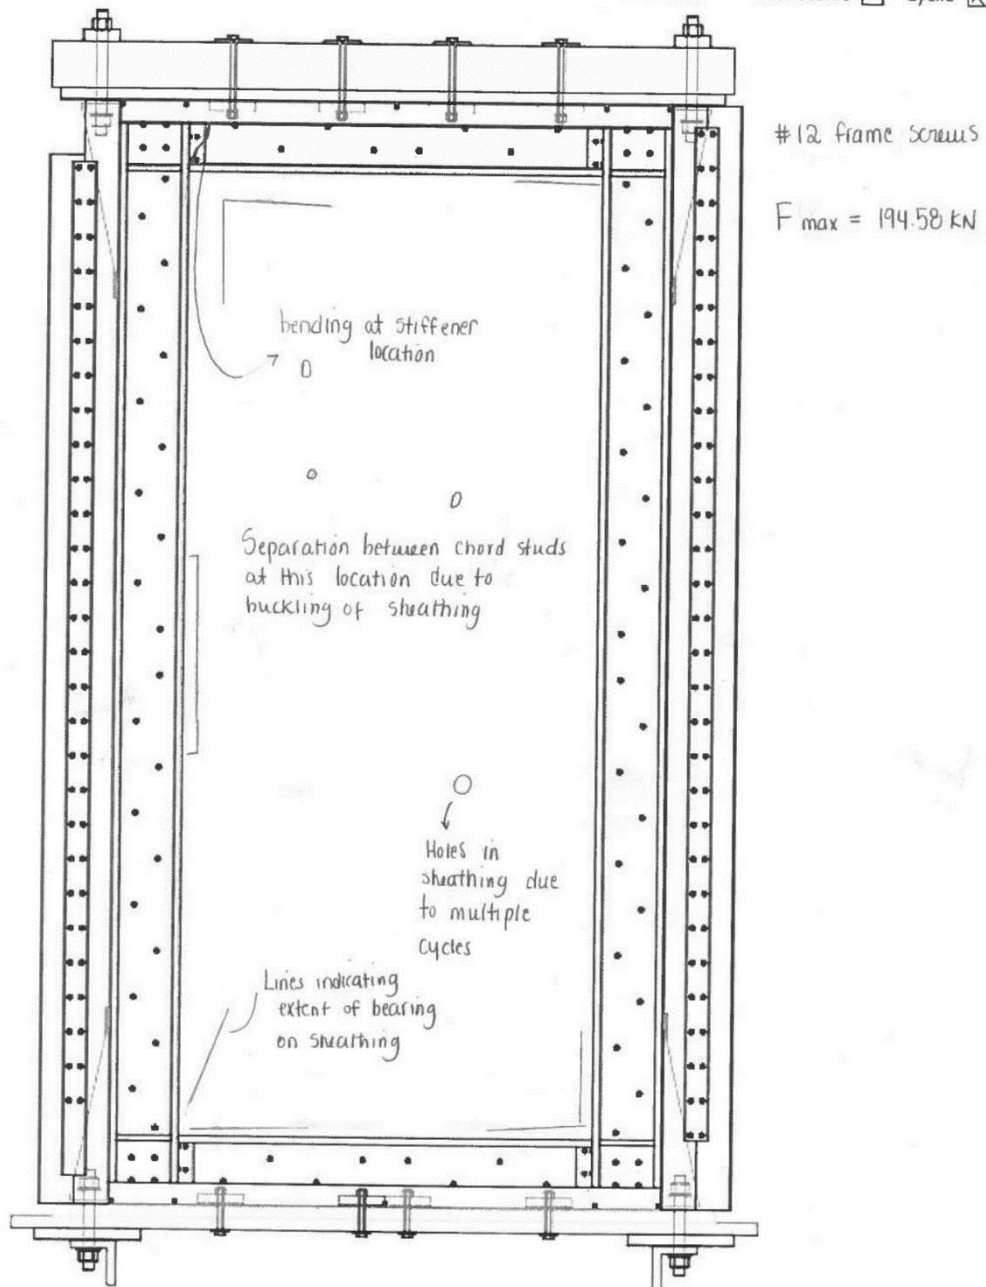 Cyclic
#12 frame screws
F max = 194.58 KN
bending at stiffener
location
Separation between chord studs
at this location due to
buckling of sheathing
Holes in
sheathing due
to multiple
cycles
Lines indicating
extent of bearing
on sheathing